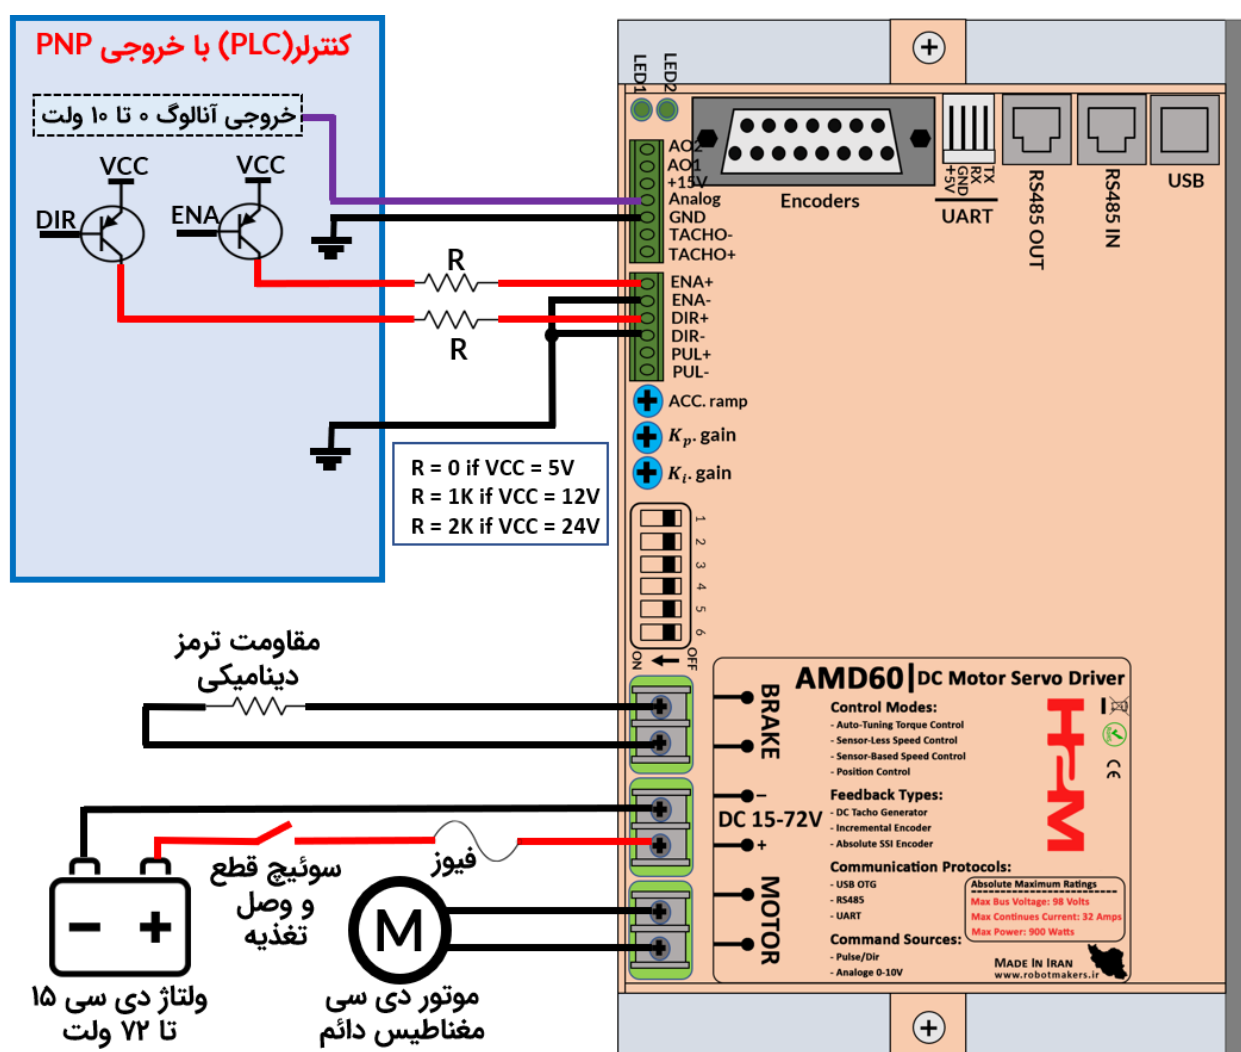 کنترلر(PLC) با خروجی PNP
خروجی آنالوگ ۰ تا ۱۰ ولت
VCC
VCC
DIR
ENA
R
R
R = 0 if VCC = 5V
R = 1K if VCC = 12V
R = 2K if VCC = 24V
مقاومت ترمز
دینامیکی
سوئیچ قطع
و وصل
تغذیه
فیوز
M
ولتاژ دی سی ۱۵
تا ۷۲ ولت
موتور دی سی
مغناطیس دائم
LED1
LED2
AO2
AO1
+15V
Analog
GND
TACHO-
TACHO+
ENA+
ENA-
DIR+
DIR-
PUL+
PUL-
ACC. ramp
Kp. gain
Ki. gain
1
2
3
4
5
6
ON
OFF
Encoders
+5V
GND
RX
TX
UART
RS485 OUT
RS485 IN
USB
BRAKE
−
DC 15-72V
+
MOTOR
AMD60|DC Motor Servo Driver
Control Modes:
- Auto-Tuning Torque Control
- Sensor-Less Speed Control
- Sensor-Based Speed Control
- Position Control
Feedback Types:
- DC Tacho Generator
- Incremental Encoder
- Absolute SSI Encoder
Communication Protocols:
- USB OTG
- RS485
- UART
Command Sources:
- Pulse/Dir
- Analoge 0-10V
Absolute Maximum Ratings
Max Bus Voltage: 98 Volts
Max Continues Current: 32 Amps
Max Power: 900 Watts
MADE IN IRAN
www.robotmakers.ir
CE